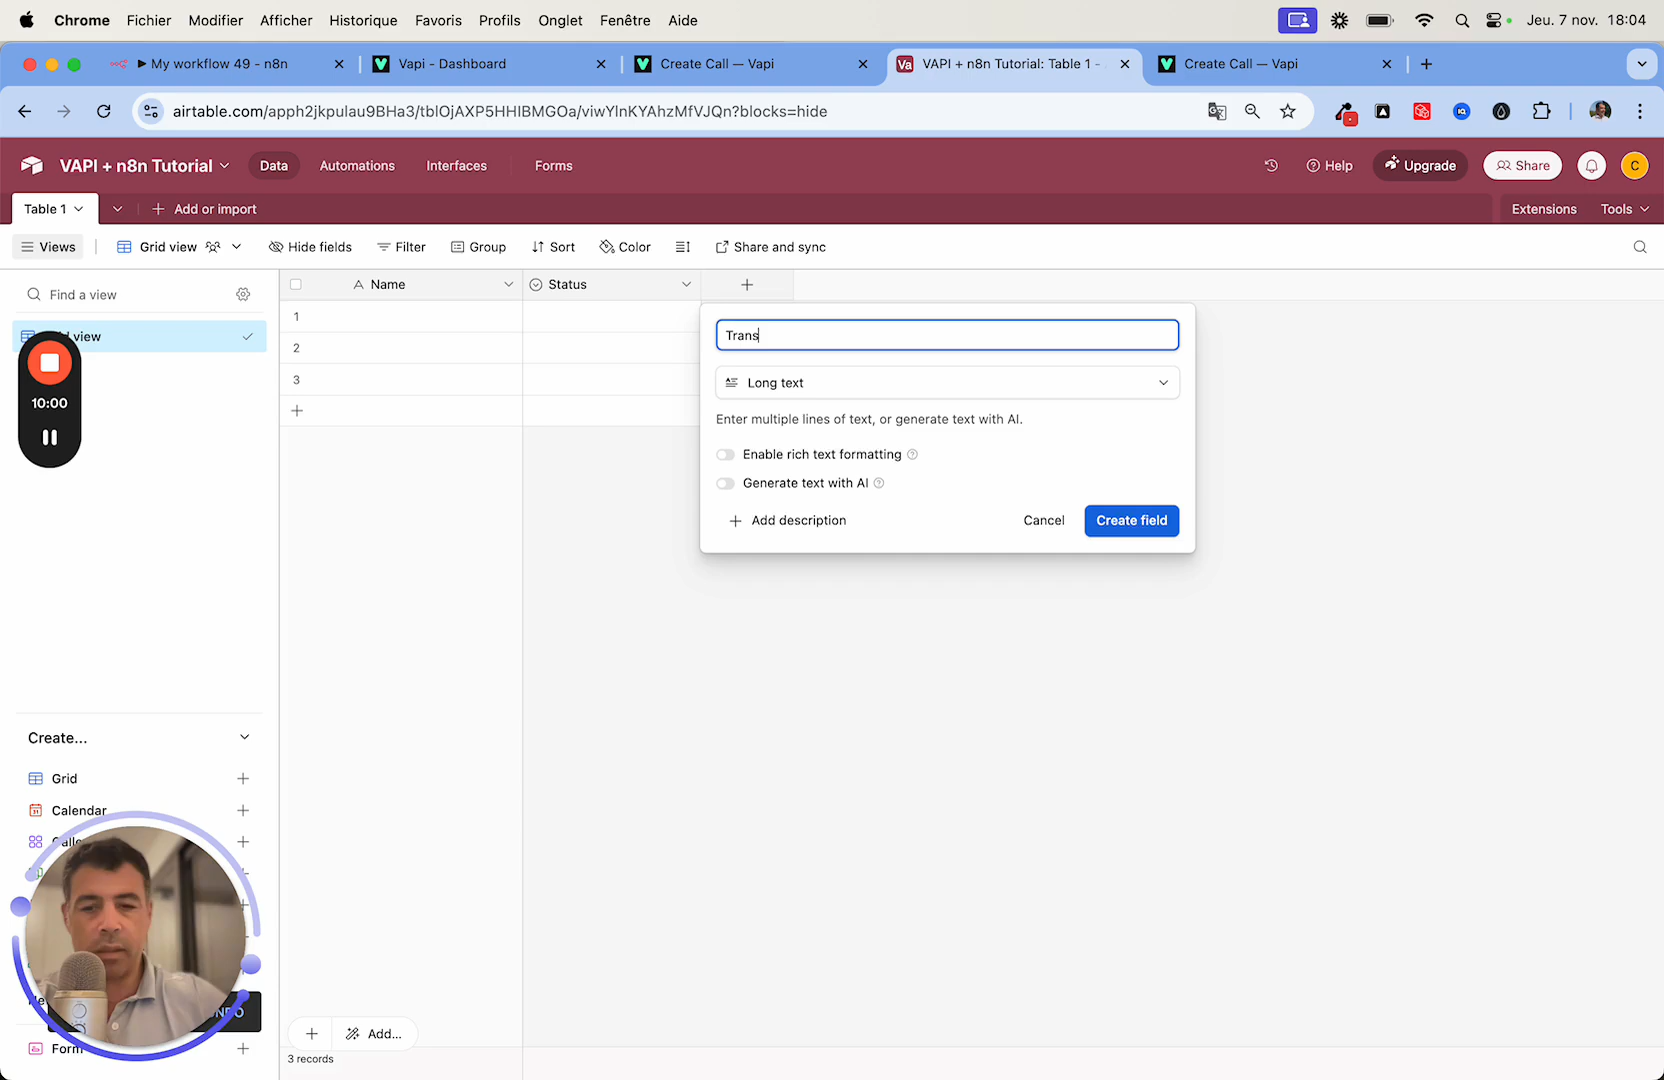 Chrome Fichier Modifier Afficher Historique Favoris Profils Onglet Fenêtre Aide Jeu. 7 nov. 18:04
My workflow 49 - n8n Vapi - Dashboard Create Call — Vapi VAPI + n8n Tutorial: Table 1 - Create Call — Vapi
airtable.com/apph2jkpulau9BHa3/tblOjAXP5HHIBMGOa/viwYlnKYAhzMfVJQn?blocks=hide
VAPI + n8n Tutorial Data Automations Interfaces Forms Help Upgrade Share C
Table 1 Add or import Extensions Tools
Views Grid view Hide fields Filter Group Sort Color Share and sync
Find a view Name Status
1
view
2
3
10:00
Trans
Long text
Enter multiple lines of text, or generate text with AI.
Enable rich text formatting
Generate text with AI
Add description Cancel Create field
Create...
Grid
Calendar
Form
Add...
3 records